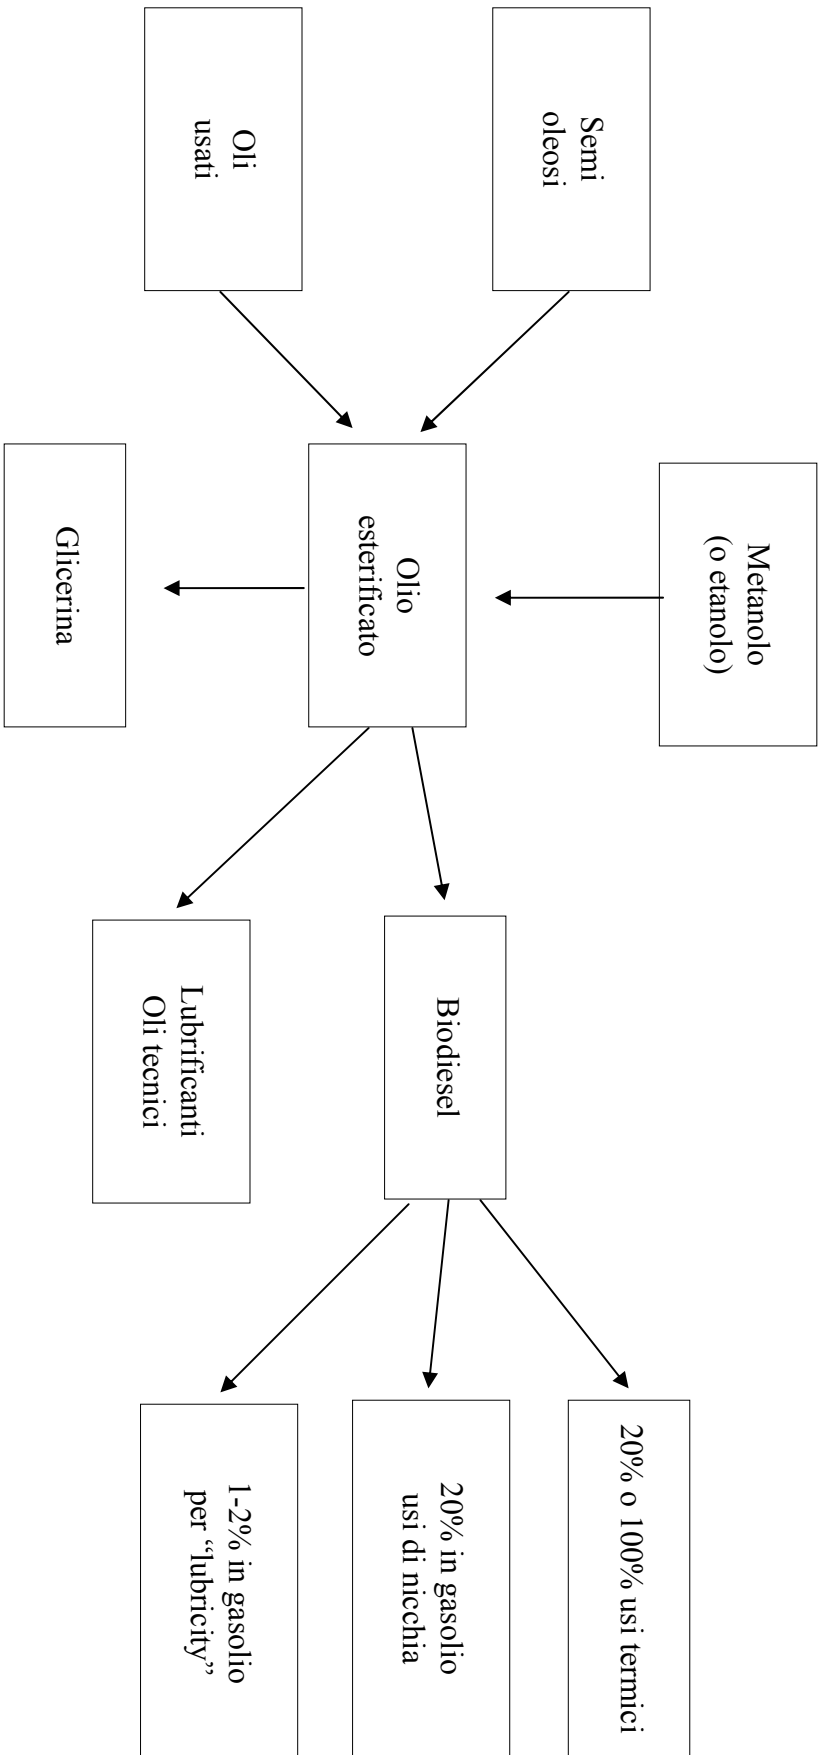 Semi
oleosi
Oli
usati
Metanolo
(o etanolo)
Olio
esterificato
Glicerina
Biodiesel
Lubrificanti
Oli tecnici
20% o 100% usi termici
20% in gasolio
usi di nicchia
1-2% in gasolio
per “lubricity”